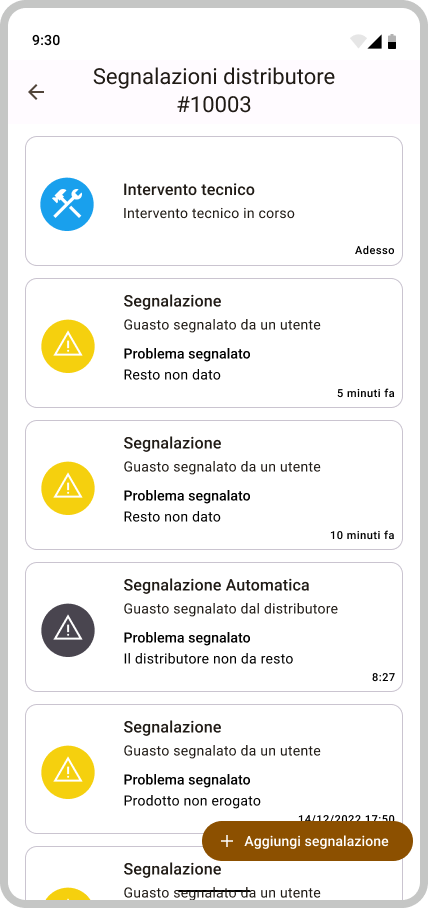 9:30
Segnalazioni distributore
#10003
Intervento tecnico
Intervento tecnico in corso
Adesso
Segnalazione
Guasto segnalato da un utente
Problema segnalato
Resto non dato
5 minuti fa
Segnalazione
Guasto segnalato da un utente
Problema segnalato
Resto non dato
10 minuti fa
Segnalazione Automatica
Guasto segnalato dal distributore
Problema segnalato
Il distributore non da resto
8:27
Segnalazione
Guasto segnalato da un utente
Problema segnalato
Prodotto non erogato
14/12/2022 17:50
+ Aggiungi segnalazione
Segnalazione
Guasto segnalato da un utente